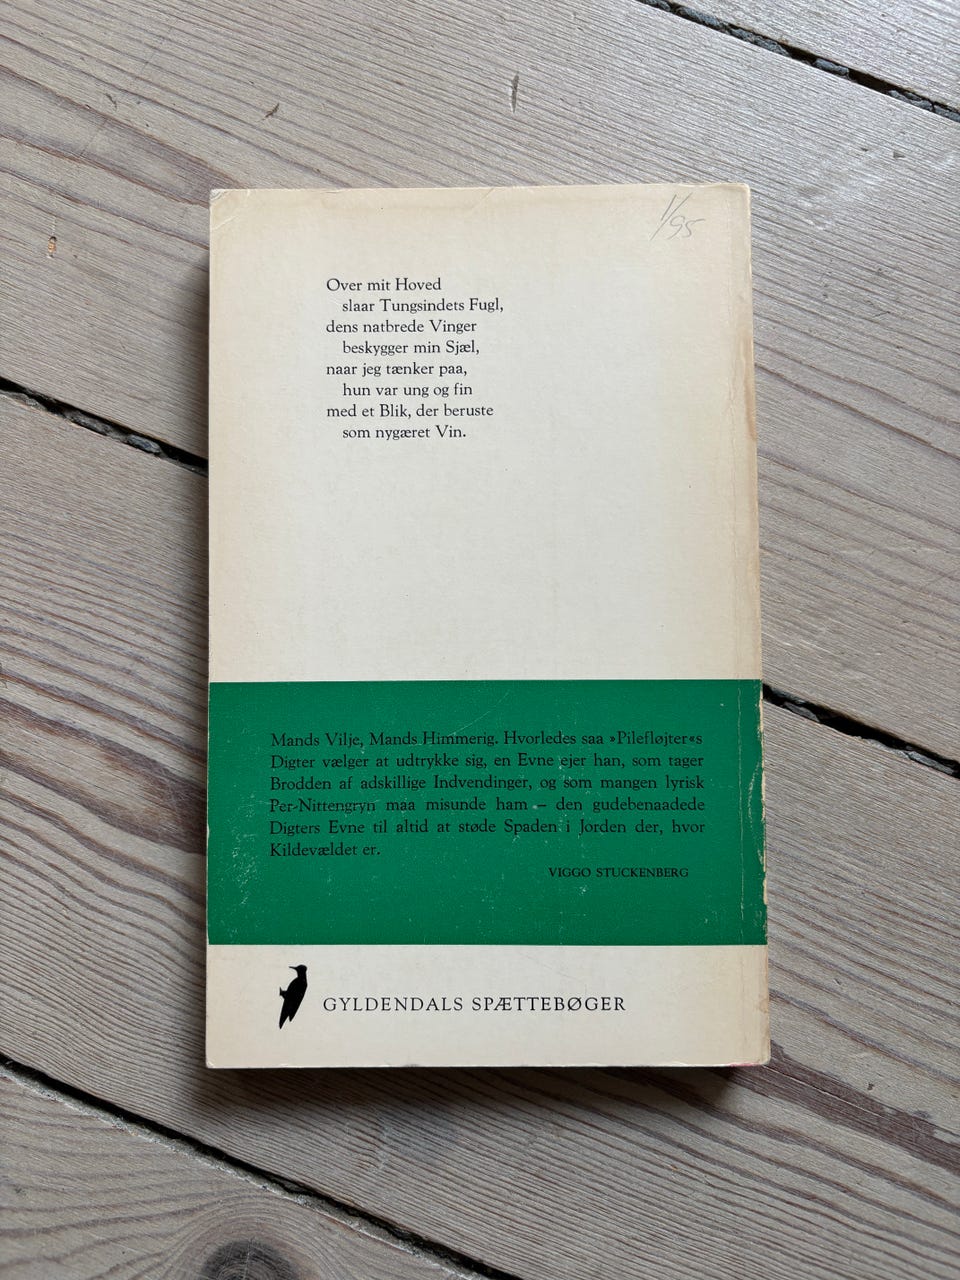 1/95
Over mit Hoved
slaar Tungsindets Fugl,
dens natbrede Vinger
beskygger min Sjæl,
naar jeg tænker paa,
hun var ung og fin
med et Blik, der beruste
som nygæret Vin.
Mands Vilje, Mands Himmerig. Hvorledes saa »Pilefløjter«s
Digter vælger at udtrykke sig, en Evne ejer han, som tager
Brodden af adskillige Indvendinger, og som mangen lyrisk
Per-Nittengryn maa misunde ham – den gudebenaadede
Digters Evne til altid at støde Spaden i Jorden der, hvor
Kildevældet er.
VIGGO STUCKENBERG
GYLDENDALS SPÆTTEBØGER